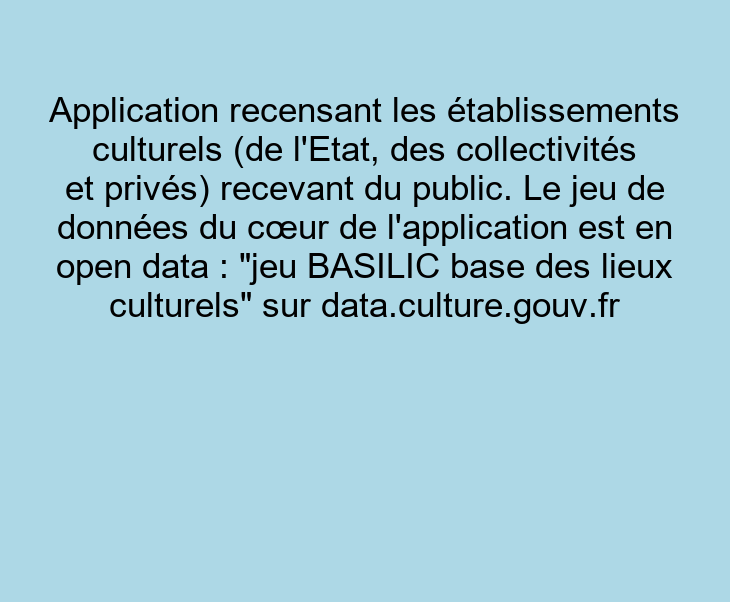 Application recensant les établissements
culturels (de l'Etat, des collectivités
et privés) recevant du public. Le jeu de
données du cœur de l'application est en
open data : "jeu BASILIC base des lieux
culturels" sur data.culture.gouv.fr